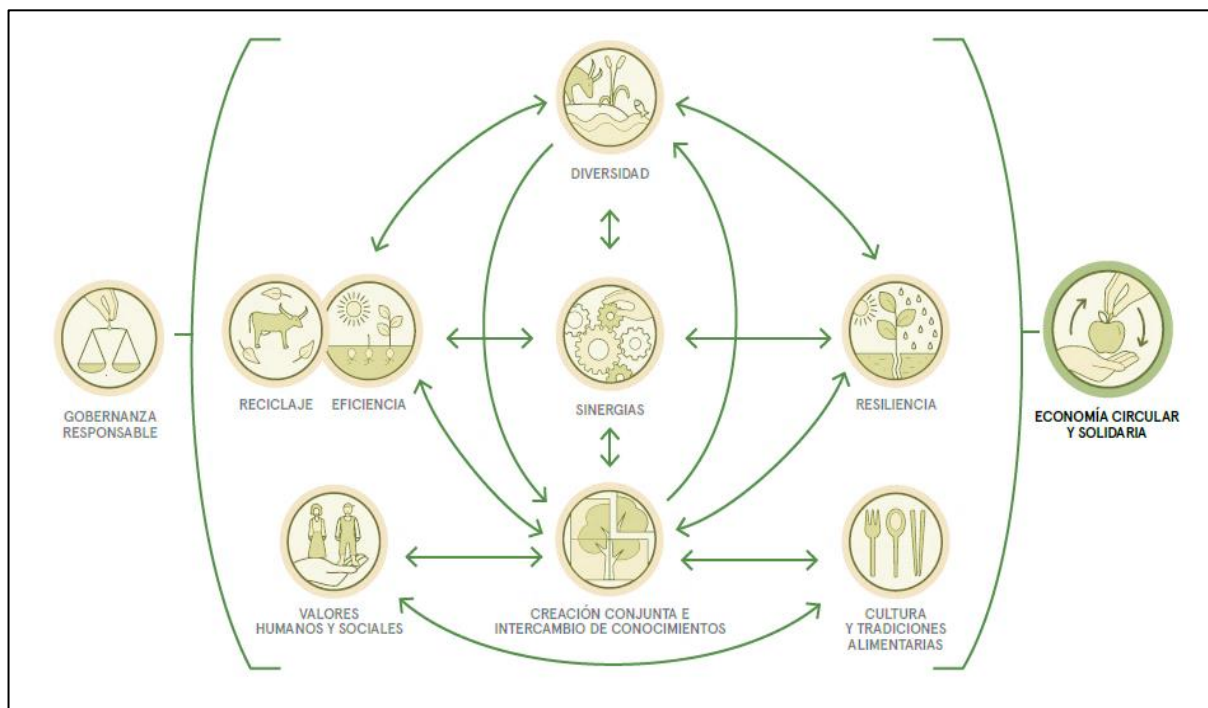 DIVERSIDAD
GOBERNANZA
RESPONSABLE
RECICLAJE
EFICIENCIA
SINERGIAS
RESILIENCIA
ECONOMÍA CIRCULAR
Y SOLIDARIA
VALORES
HUMANOS Y SOCIALES
CREACIÓN CONJUNTA E
INTERCAMBIO DE CONOCIMIENTOS
CULTURA
Y TRADICIONES
ALIMENTARIAS